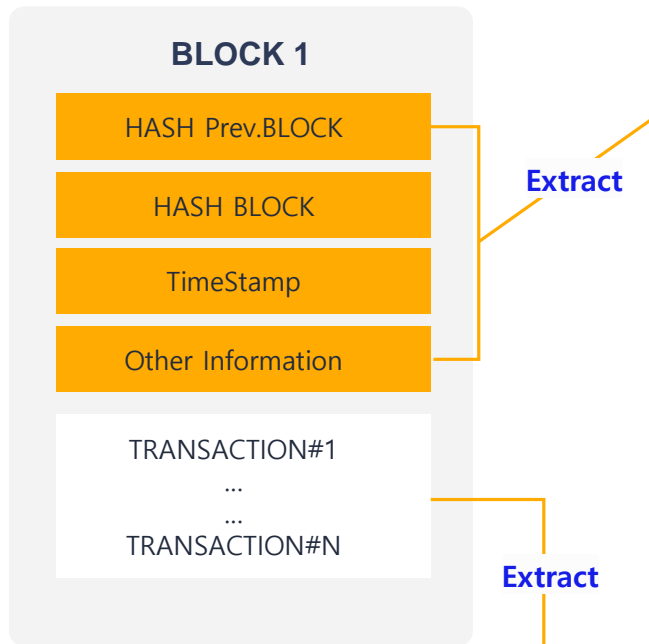 BLOCK 1
HASH Prev.BLOCK
HASH BLOCK
TimeStamp
Other Information
TRANSACTION#1
...
...
TRANSACTION#N
Extract
Extract